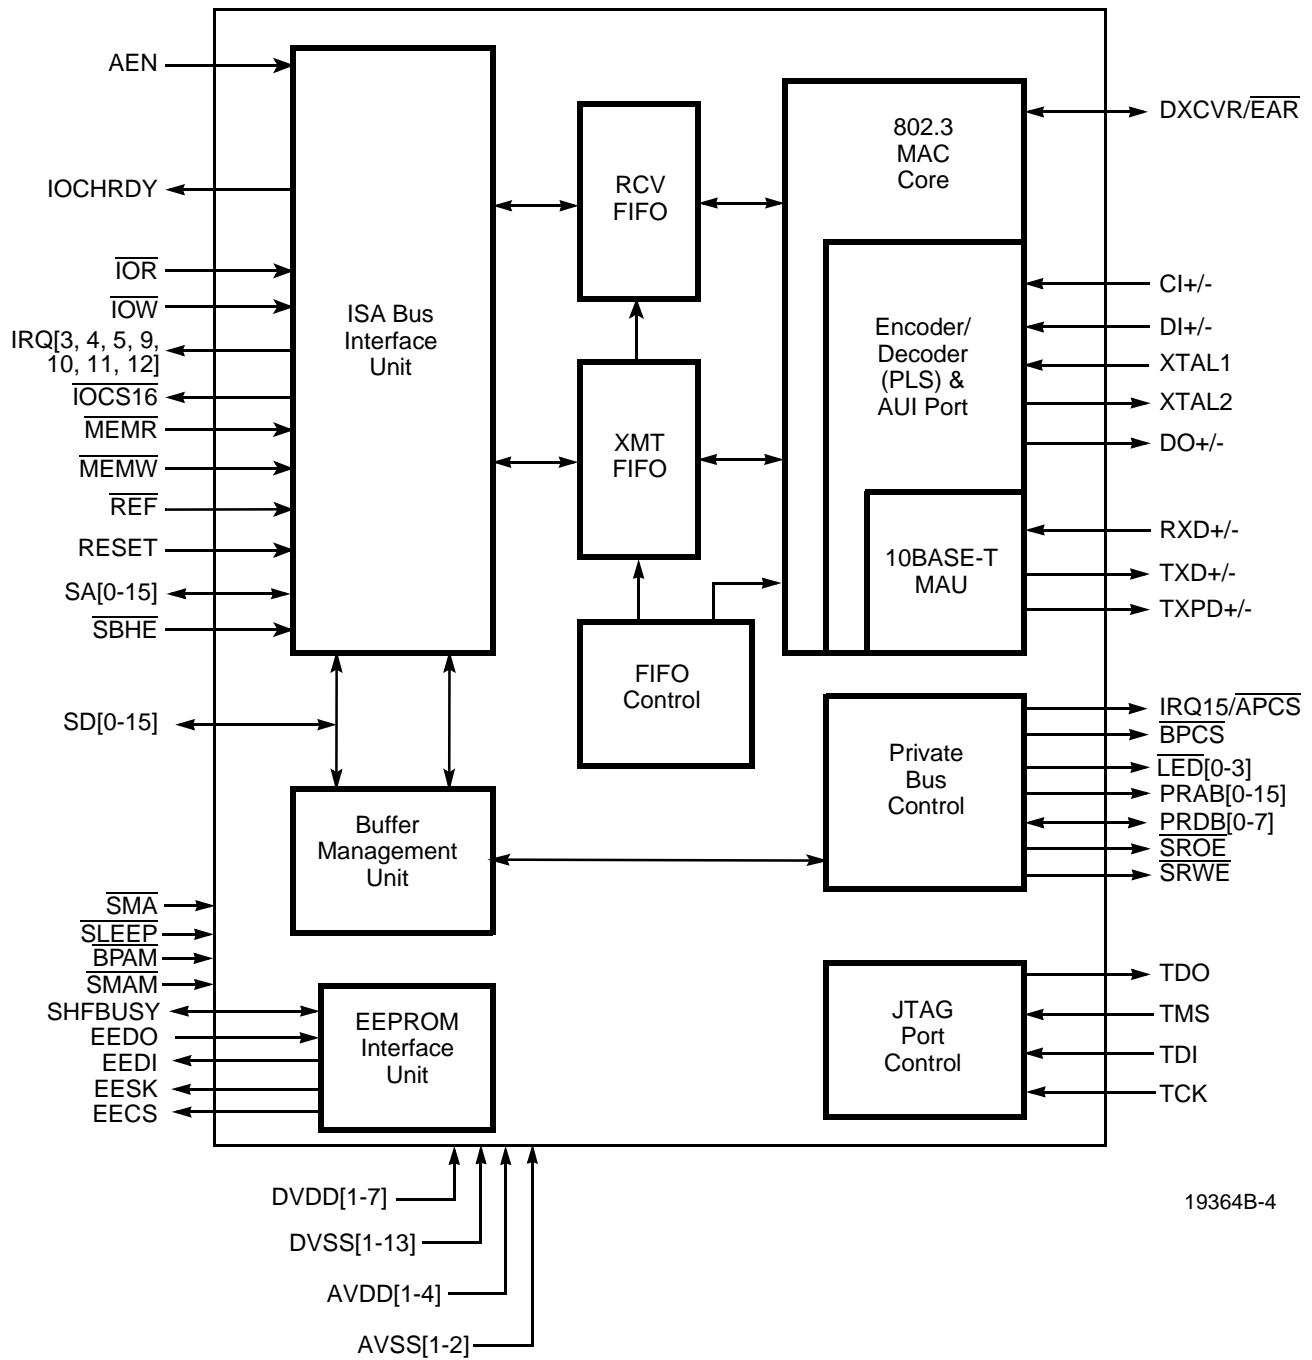 AEN
IOCHRDY
IOR
IOW
IRQ[3, 4, 5, 9,
10, 11, 12]
IOCS16
MEMR
MEMW
REF
RESET
SA[0-15]
SBHE
SD[0-15]
SMA
SLEEP
BPAM
SMAM
SHFBUSY
EEDO
EEDI
EESK
EECS
ISA Bus
Interface
Unit
Buffer
Management
Unit
EEPROM
Interface
Unit
RCV
FIFO
XMT
FIFO
FIFO
Control
802.3
MAC
Core
Encoder/
Decoder
(PLS) &
AUI Port
10BASE-T
MAU
Private
Bus
Control
JTAG
Port
Control
DXCVR/EAR
CI+/-
DI+/-
XTAL1
XTAL2
DO+/-
RXD+/-
TXD+/-
TXPD+/-
IRQ15/APCS
BPCS
LED[0-3]
PRAB[0-15]
PRDB[0-7]
SROE
SRWE
TDO
TMS
TDI
TCK
DVDD[1-7]
DVSS[1-13]
AVDD[1-4]
AVSS[1-2]
19364B-4